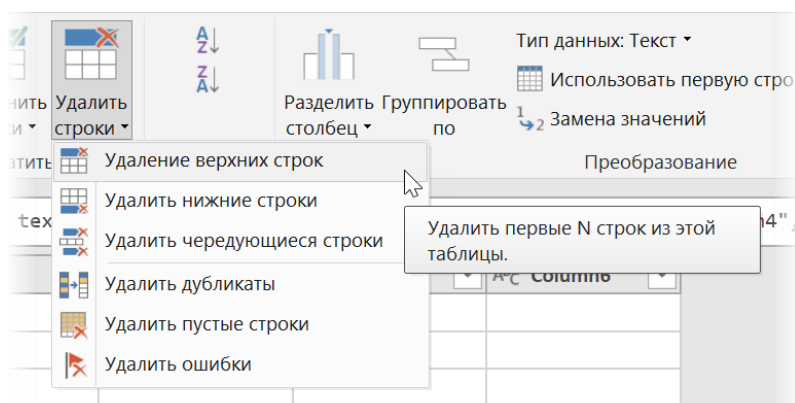 Тип данных: Текст
Использовать первую стро
нить Удалить
Разделить Группировать
1 2 Замена значений
ки строки
столбец по
Преобразование
Удаление верхних строк
Удалить нижние строки
tex
Удалить первые N строк из этой
таблицы.
Удалить чередующиеся строки
Column6
Удалить дубликаты
Удалить пустые строки
Удалить ошибки